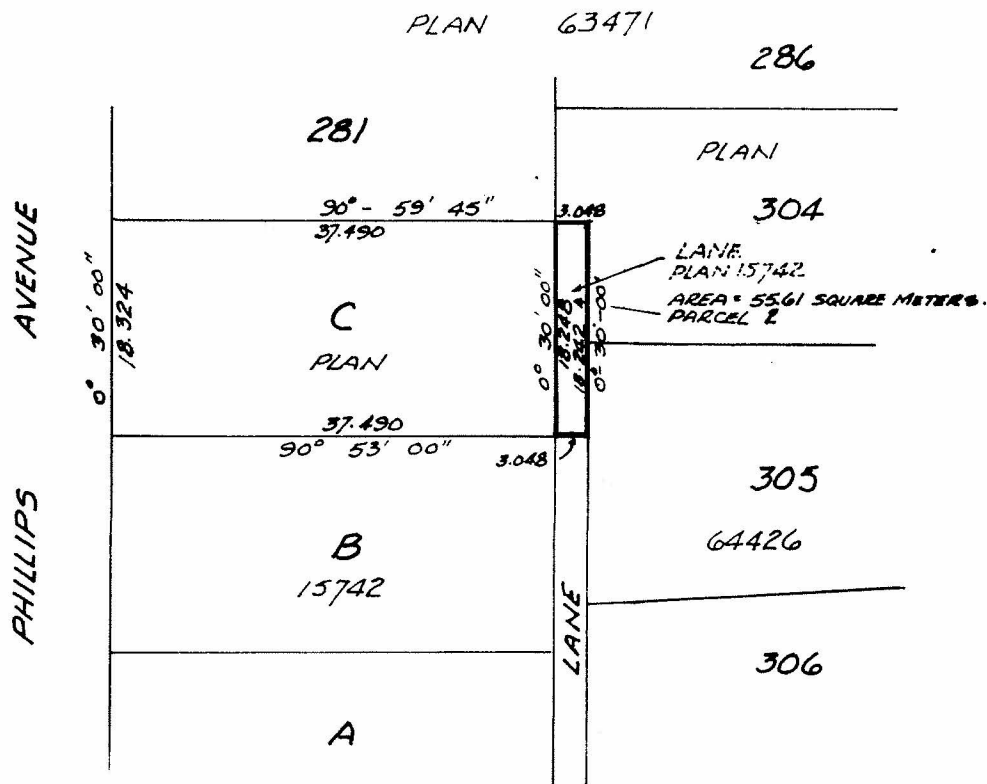 PLAN 63471
286
281
PLAN
304
90° - 59' 45"
37.490
3.048
LANE
PLAN 15742
AREA = 55.61 SQUARE METERS.
PARCEL 2
PHILLIPS AVENUE
0° 30' 00"
18.324
C
PLAN
0° 30' 00"
18.248
18.242
0° 30' -00"
37.490
90° 53' 00"
3.048
305
64426
B
15742
LANE
306
A